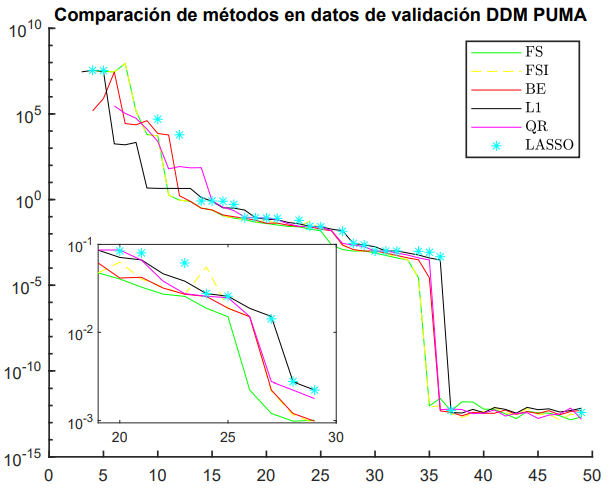 Comparación de métodos en datos de validación DDM PUMA
10^10
10^5
10^0
10^-5
10^-10
10^-15
0 5 10 15 20 25 30 35 40 45 50
FS
FSI
BE
L1
QR
LASSO
10^-1
10^-2
10^-3
20 25 30